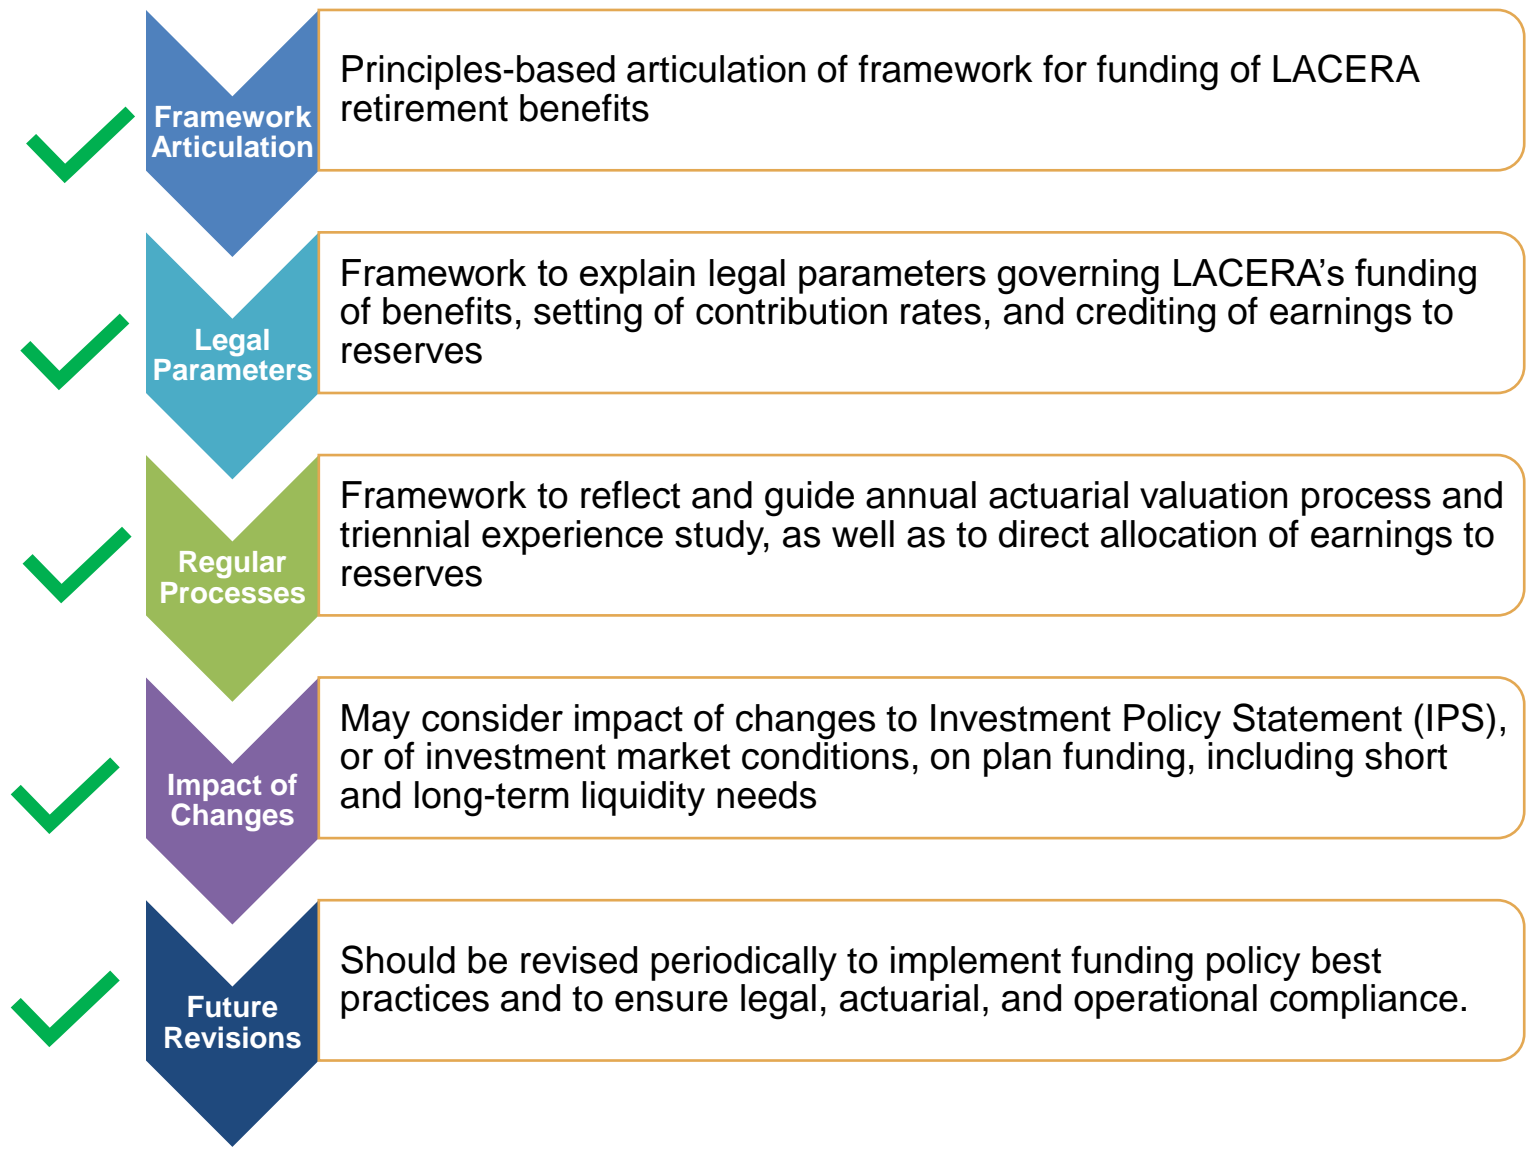 Framework
Articulation
Principles-based articulation of framework for funding of LACERA
retirement benefits
Legal
Parameters
Framework to explain legal parameters governing LACERA’s funding
of benefits, setting of contribution rates, and crediting of earnings to
reserves
Regular
Processes
Framework to reflect and guide annual actuarial valuation process and
triennial experience study, as well as to direct allocation of earnings to
reserves
Impact of
Changes
May consider impact of changes to Investment Policy Statement (IPS),
or of investment market conditions, on plan funding, including short
and long-term liquidity needs
Future
Revisions
Should be revised periodically to implement funding policy best
practices and to ensure legal, actuarial, and operational compliance.